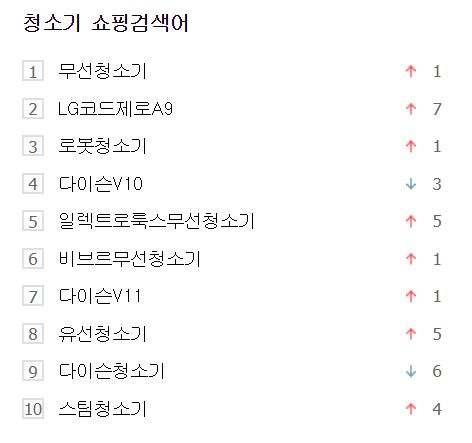 청소기 쇼핑검색어
1 무선청소기 ↑ 1
2 LG코드제로A9 ↑ 7
3 로봇청소기 ↑ 1
4 다이슨V10 ↓ 3
5 일렉트로룩스무선청소기 ↑ 5
6 비브르무선청소기 ↑ 1
7 다이슨V11 ↑ 1
8 유선청소기 ↑ 5
9 다이슨청소기 ↓ 6
10 스팀청소기 ↑ 4